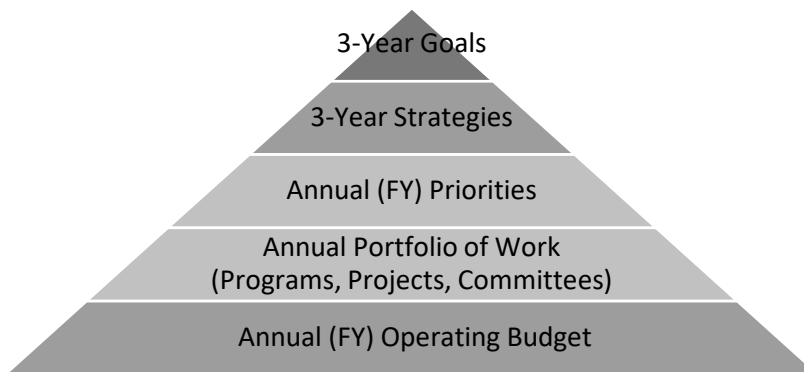 3-Year Goals
3-Year Strategies
Annual (FY) Priorities
Annual Portfolio of Work
(Programs, Projects, Committees)
Annual (FY) Operating Budget